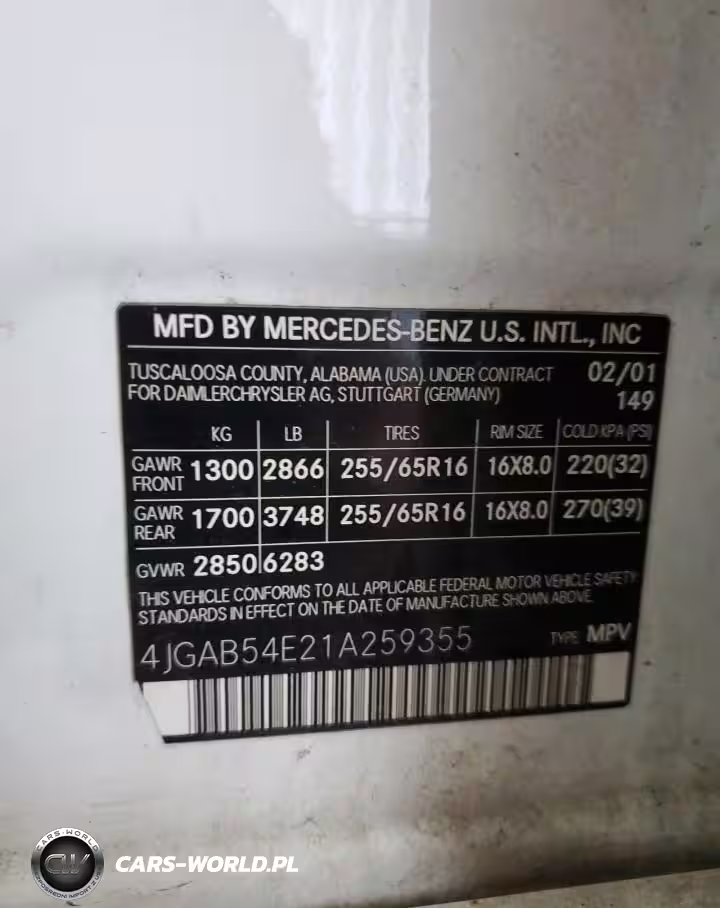 MFD BY MERCEDES-BENZ U.S. INTL., INC
TUSCALOOSA COUNTY, ALABAMA (USA). UNDER CONTRACT 02/01
FOR DAIMLERCHRYSLER AG, STUTTGART (GERMANY) 149
KG LB TIRES RIM SIZE COLD KPA (PSI)
GAWR FRONT 1300 2866 255/65R16 16X8.0 220(32)
GAWR REAR 1700 3748 255/65R16 16X8.0 270(39)
GVWR 2850 6283
THIS VEHICLE CONFORMS TO ALL APPLICABLE FEDERAL MOTOR VEHICLE SAFETY
STANDARDS IN EFFECT ON THE DATE OF MANUFACTURE SHOWN ABOVE.
4JGAB54E21A259355 TYPE MPV
CARS-WORLD
CW
CARS-WORLD.PL